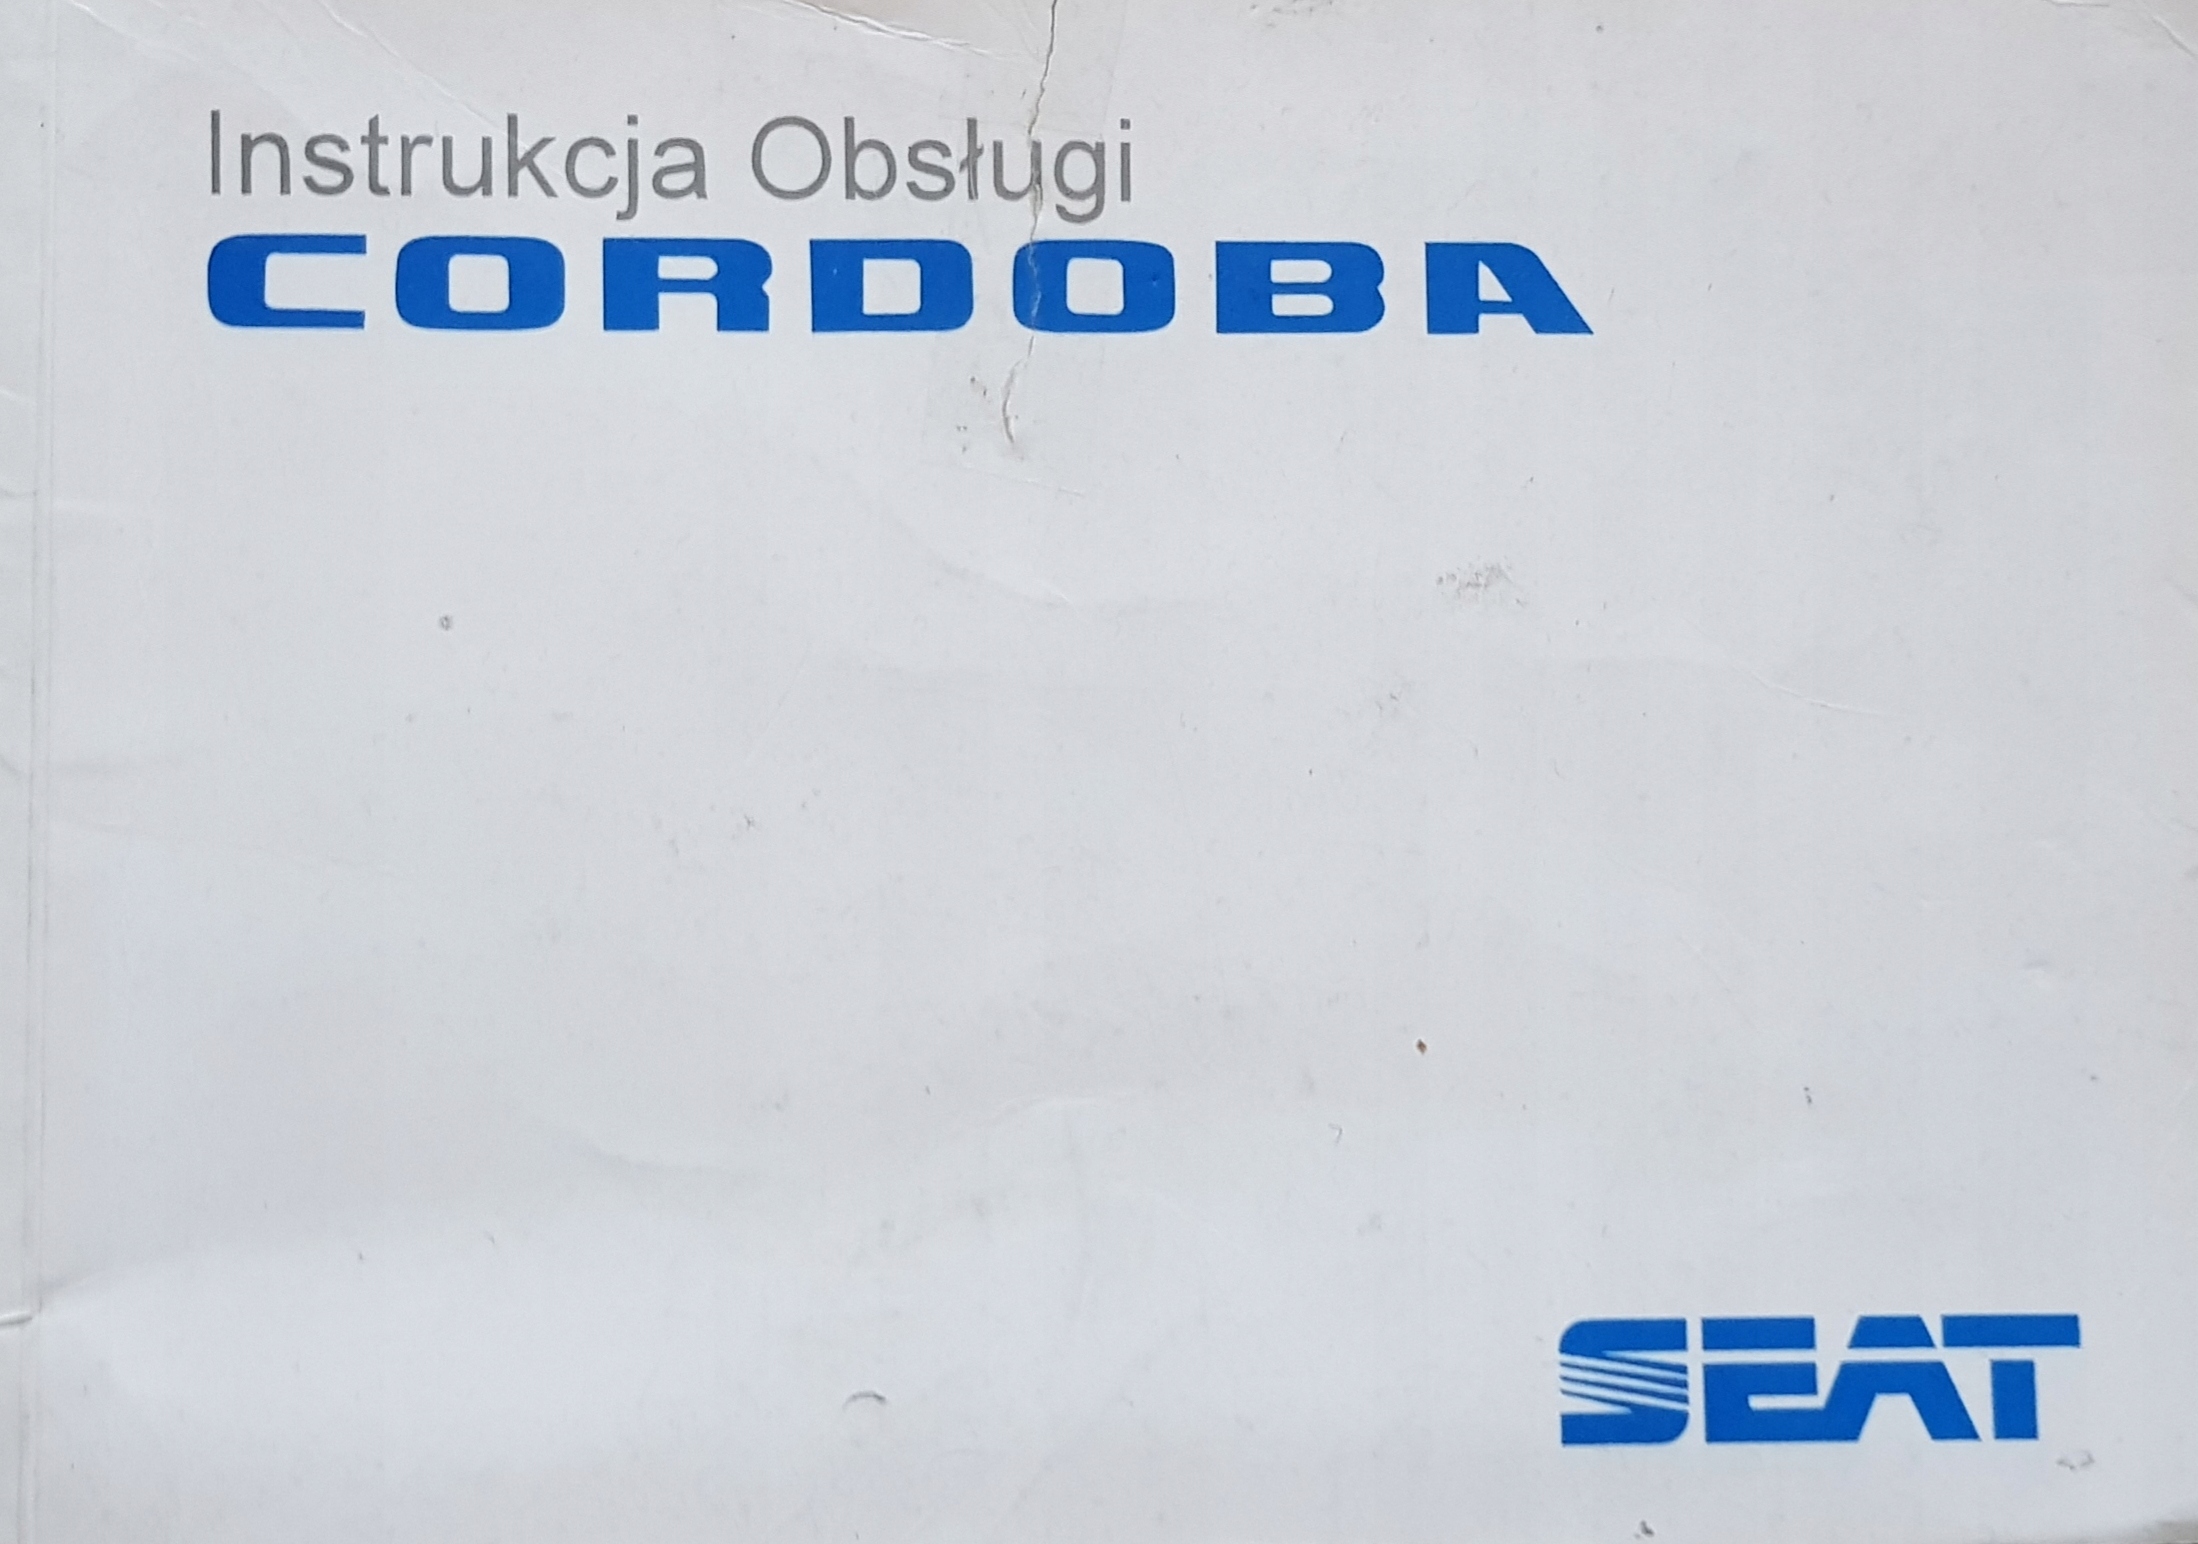 Instrukcja Obsługi
CORDOBA
SEAT